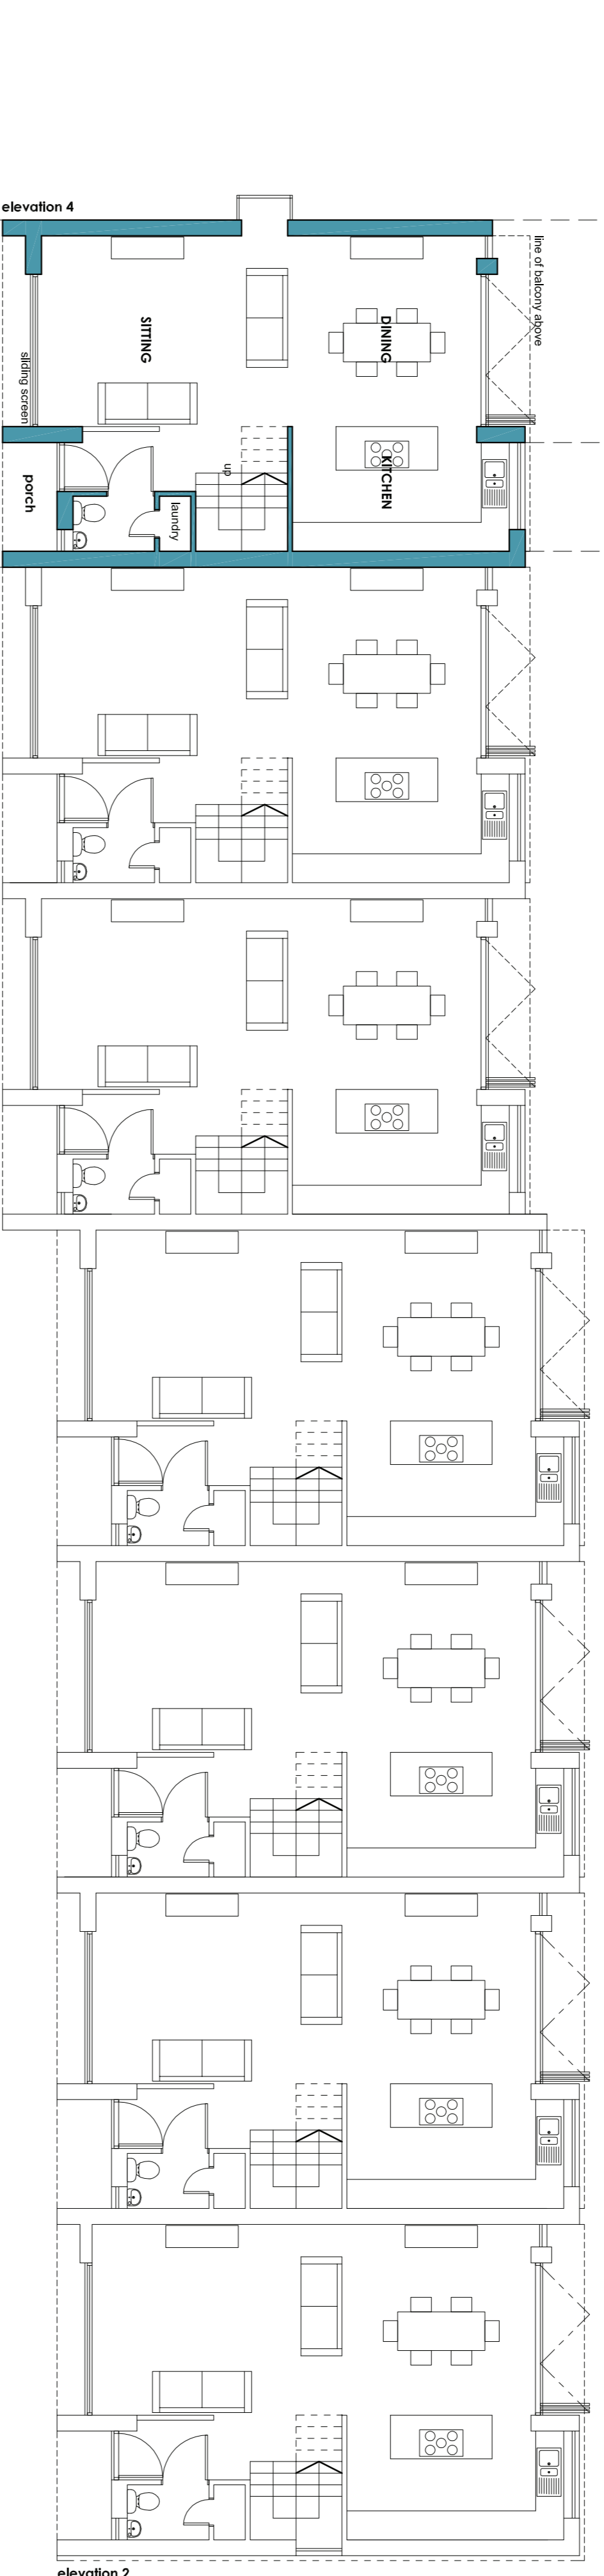 elevation 4
line of balcony above
SITTING
DINING
sliding screen
KITCHEN
up
porch
laundry
elevation 2